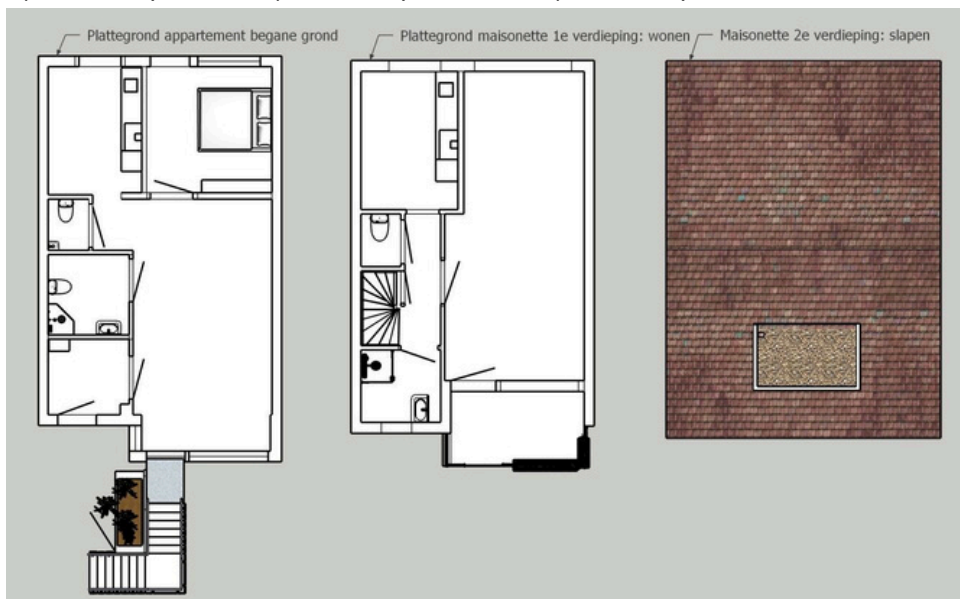 Plattegrond appartement begane grond
Plattegrond maisonette 1e verdieping: wonen
Maisonette 2e verdieping: slapen